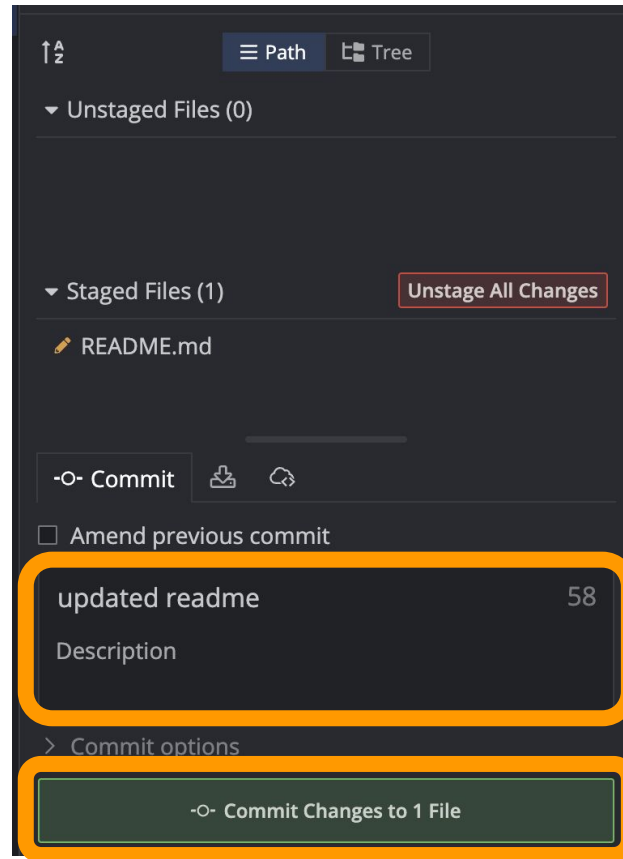 A
Z
Path Tree
Unstaged Files (0)
Staged Files (1) Unstage All Changes
README.md
Commit
Amend previous commit
updated readme 58
Description
Commit options
Commit Changes to 1 File